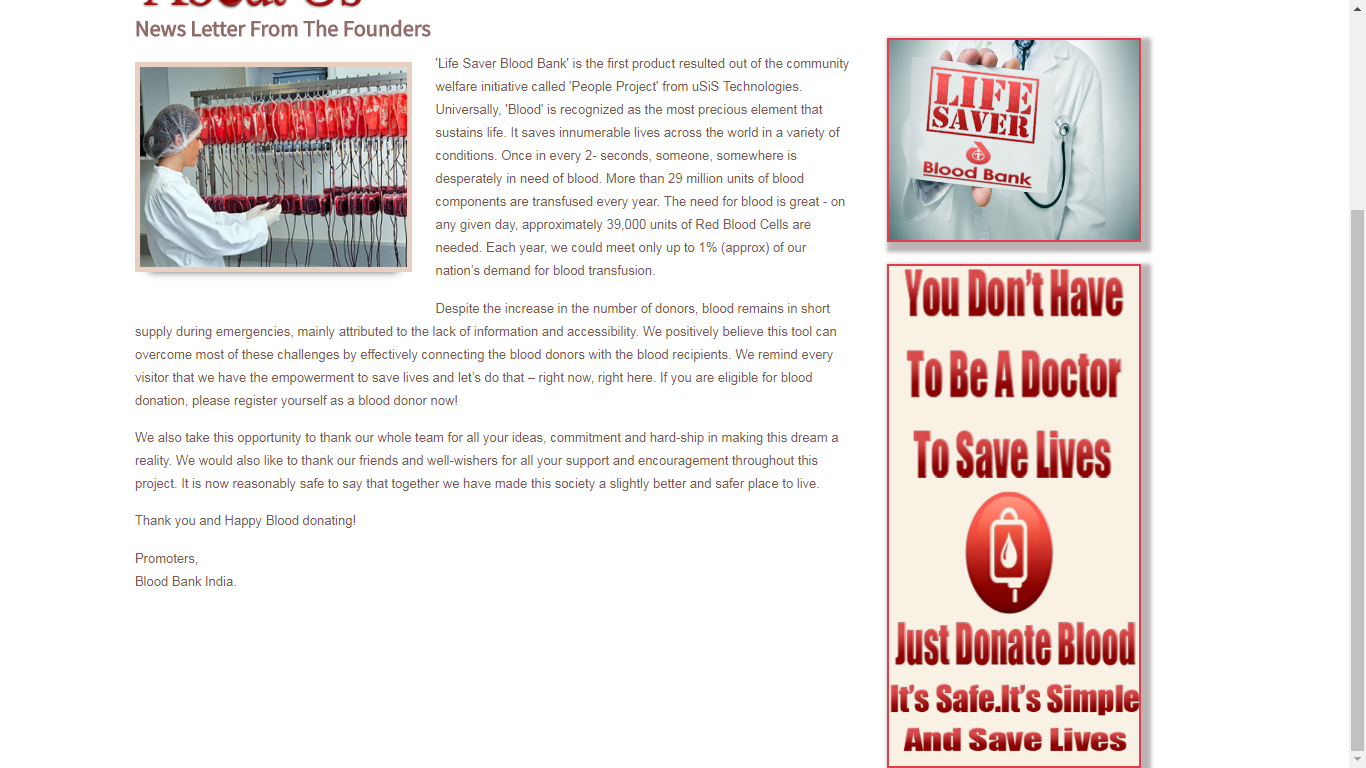 About Us
News Letter From The Founders
'Life Saver Blood Bank' is the first product resulted out of the community
welfare initiative called 'People Project' from uSiS Technologies.
Universally, 'Blood' is recognized as the most precious element that
sustains life. It saves innumerable lives across the world in a variety of
conditions. Once in every 2- seconds, someone, somewhere is
desperately in need of blood. More than 29 million units of blood
components are transfused every year. The need for blood is great - on
any given day, approximately 39,000 units of Red Blood Cells are
needed. Each year, we could meet only up to 1% (approx) of our
nation’s demand for blood transfusion.
Despite the increase in the number of donors, blood remains in short
supply during emergencies, mainly attributed to the lack of information and accessibility. We positively believe this tool can
overcome most of these challenges by effectively connecting the blood donors with the blood recipients. We remind every
visitor that we have the empowerment to save lives and let’s do that – right now, right here. If you are eligible for blood
donation, please register yourself as a blood donor now!
We also take this opportunity to thank our whole team for all your ideas, commitment and hard-ship in making this dream a
reality. We would also like to thank our friends and well-wishers for all your support and encouragement throughout this
project. It is now reasonably safe to say that together we have made this society a slightly better and safer place to live.
Thank you and Happy Blood donating!
Promoters,
Blood Bank India.
LIFE
SAVER
Blood Bank
You Don't Have
To Be A Doctor
To Save Lives
Just Donate Blood
It's Safe.It's Simple
And Save Lives